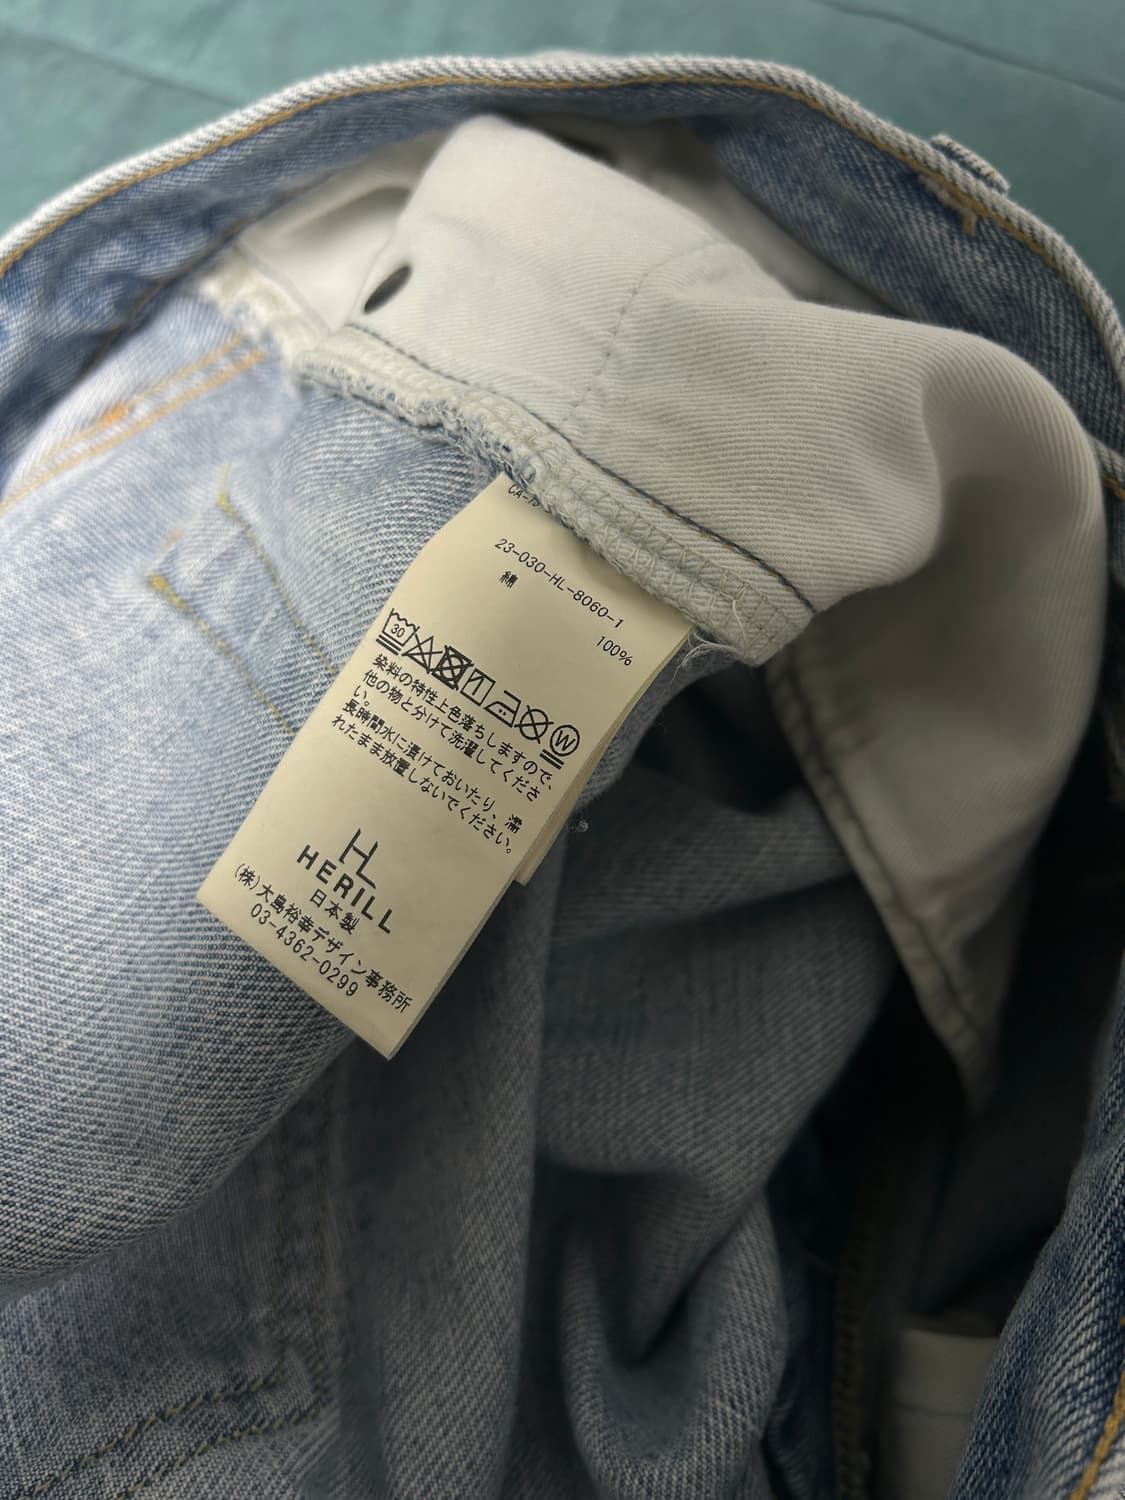 23-030-HL-8060-1
綿 100%
30
W
染料の特性上色落ちしますので、
他の物と分けて洗濯してくださ
い。
長時間水に漬けておいたり、濡
れたまま放置しないでください。
HL
HERILL
日本製
(株)大島裕幸デザイン事務所
03-4362-0299